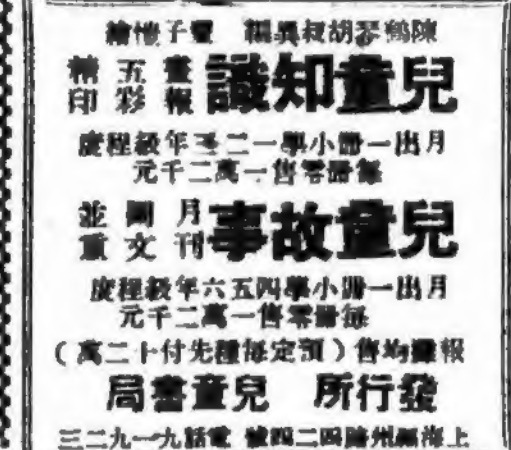 陳鶴琴胡叔異編 豐子愷繪
兒童知識 畫報 五彩 精印
月出一冊小學一二三年級程度
每冊零售一萬二千元
兒童故事 月刊 圖文 並重
月出一冊小學四五六年級程度
每冊零售一萬二千元
報攤均售（預定每種先付十二萬）
發行所 兒童書局
上海福州路四二四號 電話九一九二三